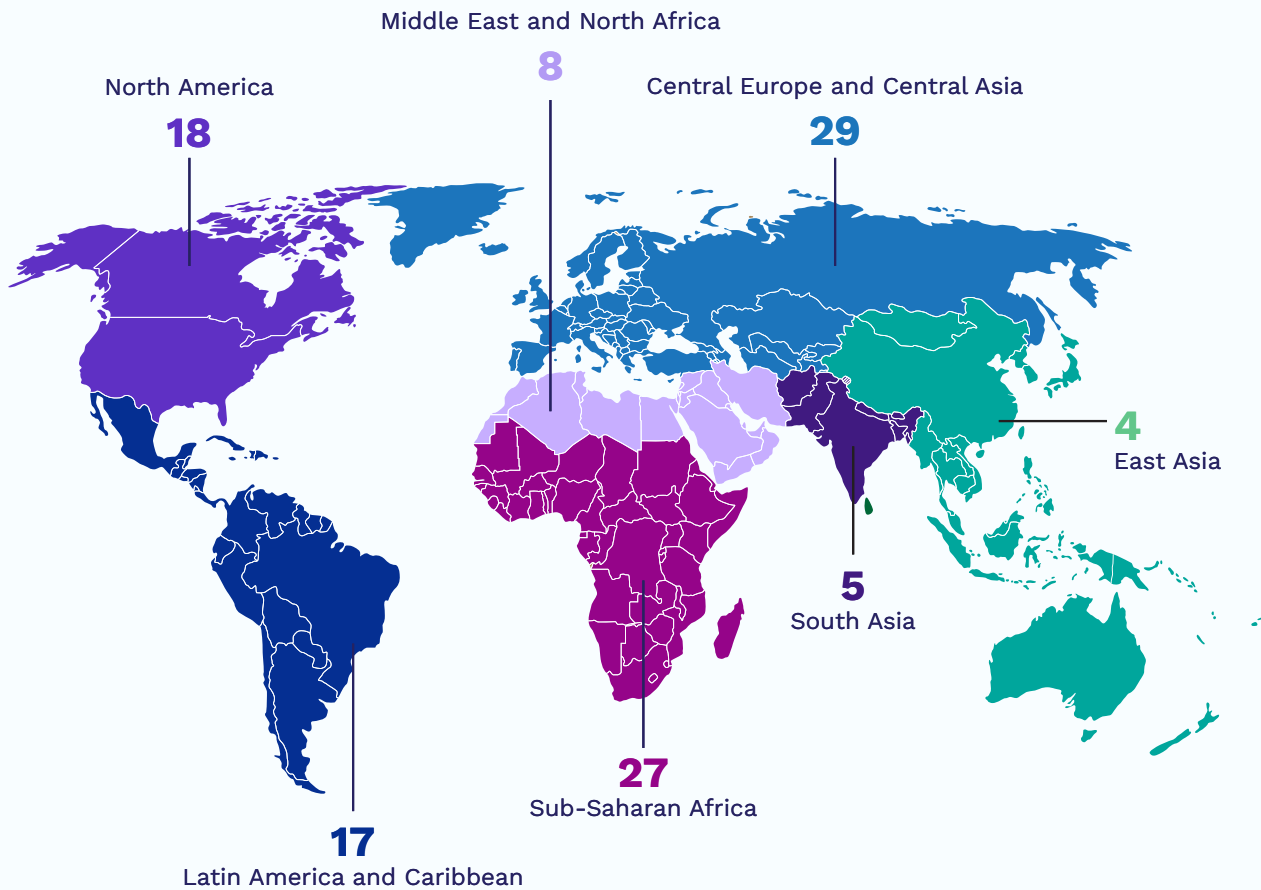 Middle East and North Africa
8
North America
18
Central Europe and Central Asia
29
4
East Asia
5
South Asia
27
Sub-Saharan Africa
17
Latin America and Caribbean